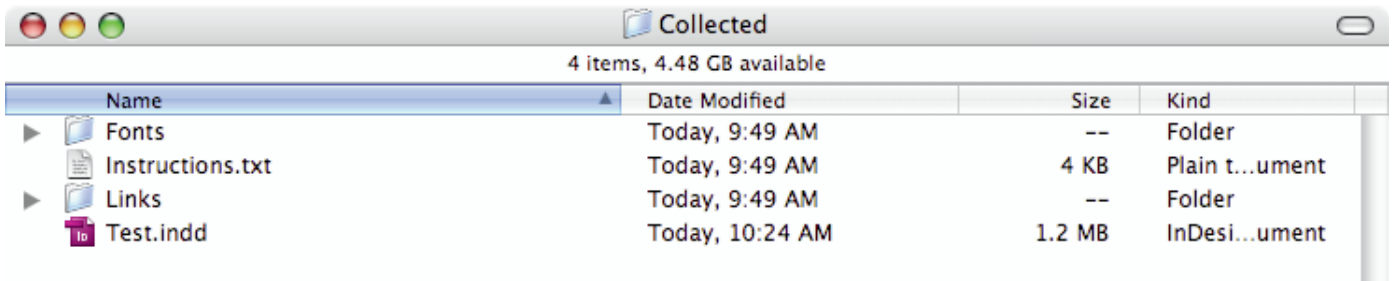 Collected
4 items, 4.48 GB available
Name Date Modified Size Kind
Fonts Today, 9:49 AM -- Folder
Instructions.txt Today, 9:49 AM 4 KB Plain t...ument
Links Today, 9:49 AM -- Folder
Test.indd Today, 10:24 AM 1.2 MB InDesi...ument